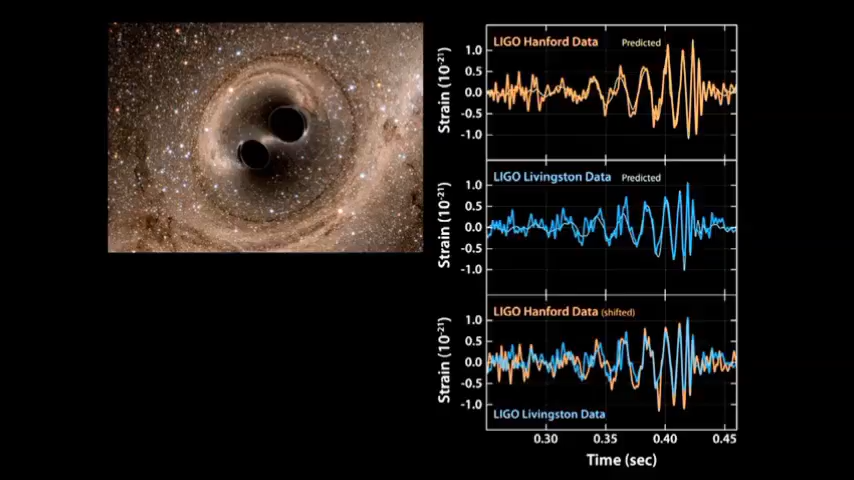 LIGO Hanford Data Predicted
1.0
0.5
0.0
-0.5
-1.0
Strain (10-21)
LIGO Livingston Data Predicted
1.0
0.5
0.0
-0.5
-1.0
Strain (10-21)
LIGO Hanford Data (shifted)
1.0
0.5
0.0
-0.5
-1.0
Strain (10-21)
LIGO Livingston Data
0.30 0.35 0.40 0.45
Time (sec)